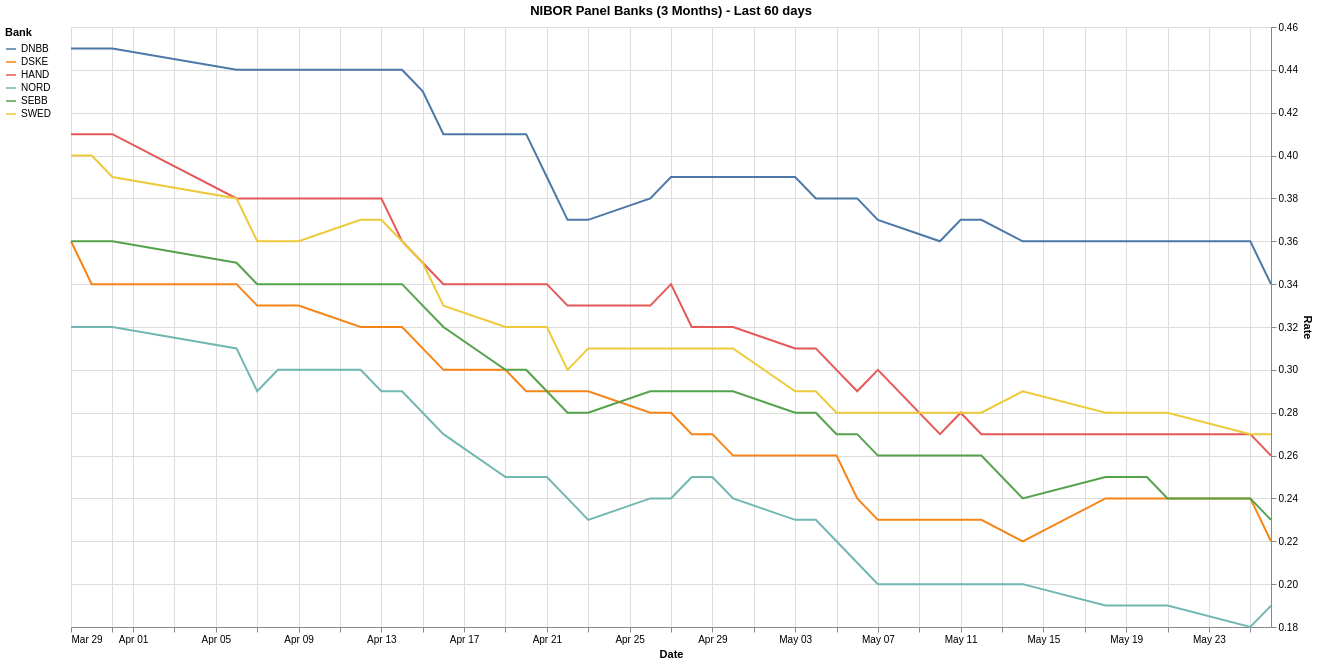 NIBOR Panel Banks (3 Months) - Last 60 days
Bank
DNBB
DSKE
HAND
NORD
SEBB
SWED
0.46
0.44
0.42
0.40
0.38
0.36
0.34
0.32
0.30
0.28
0.26
0.24
0.22
0.20
0.18
Rate
Mar 29 Apr 01 Apr 05 Apr 09 Apr 13 Apr 17 Apr 21 Apr 25 Apr 29 May 03 May 07 May 11 May 15 May 19 May 23
Date